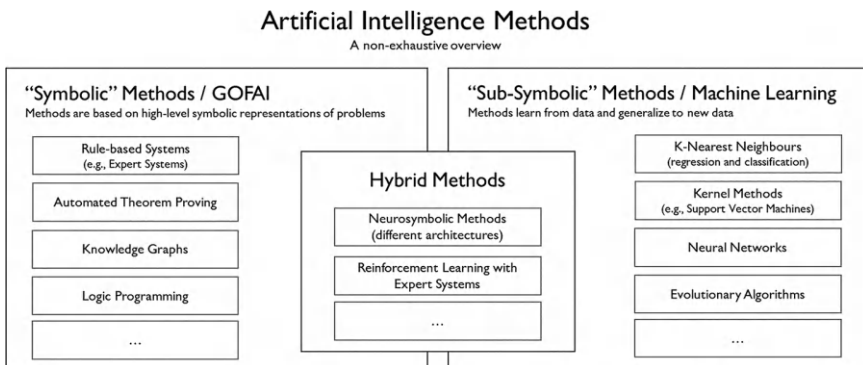 Artificial Intelligence Methods
A non-exhaustive overview
“Symbolic” Methods / GOFAI
Methods are based on high-level symbolic representations of problems
Rule-based Systems
(e.g., Expert Systems)
Automated Theorem Proving
Knowledge Graphs
Logic Programming
...
Hybrid Methods
Neurosymbolic Methods
(different architectures)
Reinforcement Learning with
Expert Systems
...
“Sub-Symbolic” Methods / Machine Learning
Methods learn from data and generalize to new data
K-Nearest Neighbours
(regression and classification)
Kernel Methods
(e.g., Support Vector Machines)
Neural Networks
Evolutionary Algorithms
...